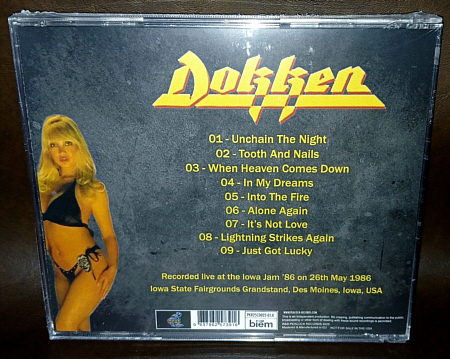 Dokken
01 - Unchain The Night
02 - Tooth And Nails
03 - When Heaven Comes Down
04 - In My Dreams
05 - Into The Fire
06 - Alone Again
07 - It's Not Love
08 - Lightning Strikes Again
09 - Just Got Lucky
Recorded live at the Iowa Jam '86 on 26th May 1986
Iowa State Fairgrounds Grandstand, Des Moines, Iowa, USA
biem